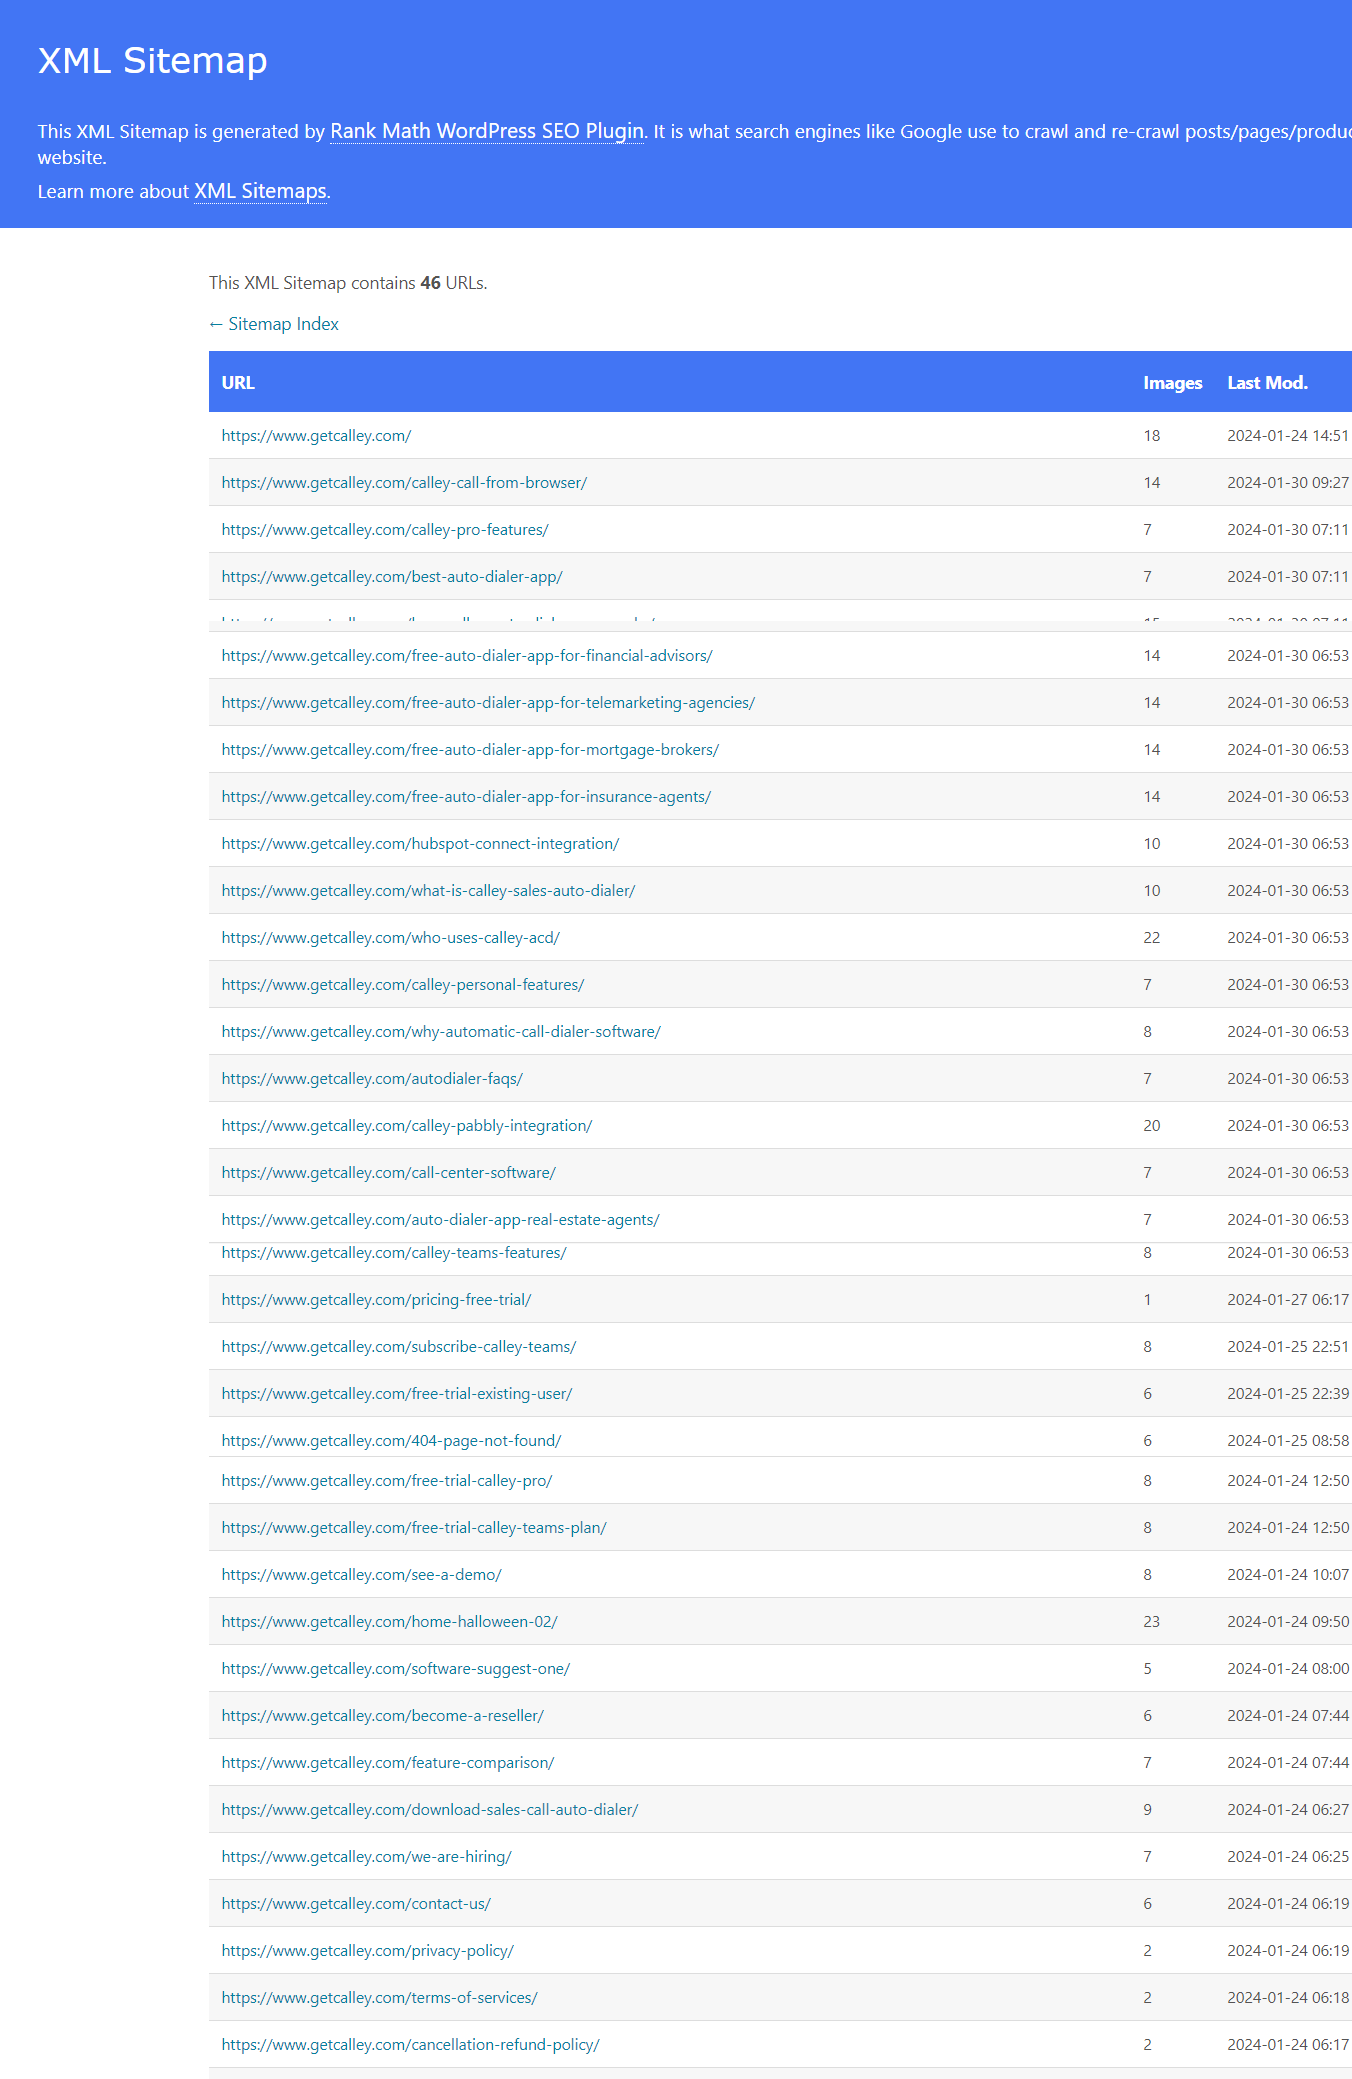 XML Sitemap
This XML Sitemap is generated by Rank Math WordPress SEO Plugin. It is what search engines like Google use to crawl and re-crawl posts/pages/produc
website.
Learn more about XML Sitemaps.
This XML Sitemap contains 46 URLs.
← Sitemap Index
URL Images Last Mod.
https://www.getcalley.com/ 18 2024-01-24 14:51
https://www.getcalley.com/calley-call-from-browser/ 14 2024-01-30 09:27
https://www.getcalley.com/calley-pro-features/ 7 2024-01-30 07:11
https://www.getcalley.com/best-auto-dialer-app/ 7 2024-01-30 07:11
https://www.getcalley.com/free-auto-dialer-app-for-financial-advisors/ 14 2024-01-30 06:53
https://www.getcalley.com/free-auto-dialer-app-for-telemarketing-agencies/ 14 2024-01-30 06:53
https://www.getcalley.com/free-auto-dialer-app-for-mortgage-brokers/ 14 2024-01-30 06:53
https://www.getcalley.com/free-auto-dialer-app-for-insurance-agents/ 14 2024-01-30 06:53
https://www.getcalley.com/hubspot-connect-integration/ 10 2024-01-30 06:53
https://www.getcalley.com/what-is-calley-sales-auto-dialer/ 10 2024-01-30 06:53
https://www.getcalley.com/who-uses-calley-acd/ 22 2024-01-30 06:53
https://www.getcalley.com/calley-personal-features/ 7 2024-01-30 06:53
https://www.getcalley.com/why-automatic-call-dialer-software/ 8 2024-01-30 06:53
https://www.getcalley.com/autodialer-faqs/ 7 2024-01-30 06:53
https://www.getcalley.com/calley-pabbly-integration/ 20 2024-01-30 06:53
https://www.getcalley.com/call-center-software/ 7 2024-01-30 06:53
https://www.getcalley.com/auto-dialer-app-real-estate-agents/ 7 2024-01-30 06:53
https://www.getcalley.com/calley-teams-features/ 8 2024-01-30 06:53
https://www.getcalley.com/pricing-free-trial/ 1 2024-01-27 06:17
https://www.getcalley.com/subscribe-calley-teams/ 8 2024-01-25 22:51
https://www.getcalley.com/free-trial-existing-user/ 6 2024-01-25 22:39
https://www.getcalley.com/404-page-not-found/ 6 2024-01-25 08:58
https://www.getcalley.com/free-trial-calley-pro/ 8 2024-01-24 12:50
https://www.getcalley.com/free-trial-calley-teams-plan/ 8 2024-01-24 12:50
https://www.getcalley.com/see-a-demo/ 8 2024-01-24 10:07
https://www.getcalley.com/home-halloween-02/ 23 2024-01-24 09:50
https://www.getcalley.com/software-suggest-one/ 5 2024-01-24 08:00
https://www.getcalley.com/become-a-reseller/ 6 2024-01-24 07:44
https://www.getcalley.com/feature-comparison/ 7 2024-01-24 07:44
https://www.getcalley.com/download-sales-call-auto-dialer/ 9 2024-01-24 06:27
https://www.getcalley.com/we-are-hiring/ 7 2024-01-24 06:25
https://www.getcalley.com/contact-us/ 6 2024-01-24 06:19
https://www.getcalley.com/privacy-policy/ 2 2024-01-24 06:19
https://www.getcalley.com/terms-of-services/ 2 2024-01-24 06:18
https://www.getcalley.com/cancellation-refund-policy/ 2 2024-01-24 06:17